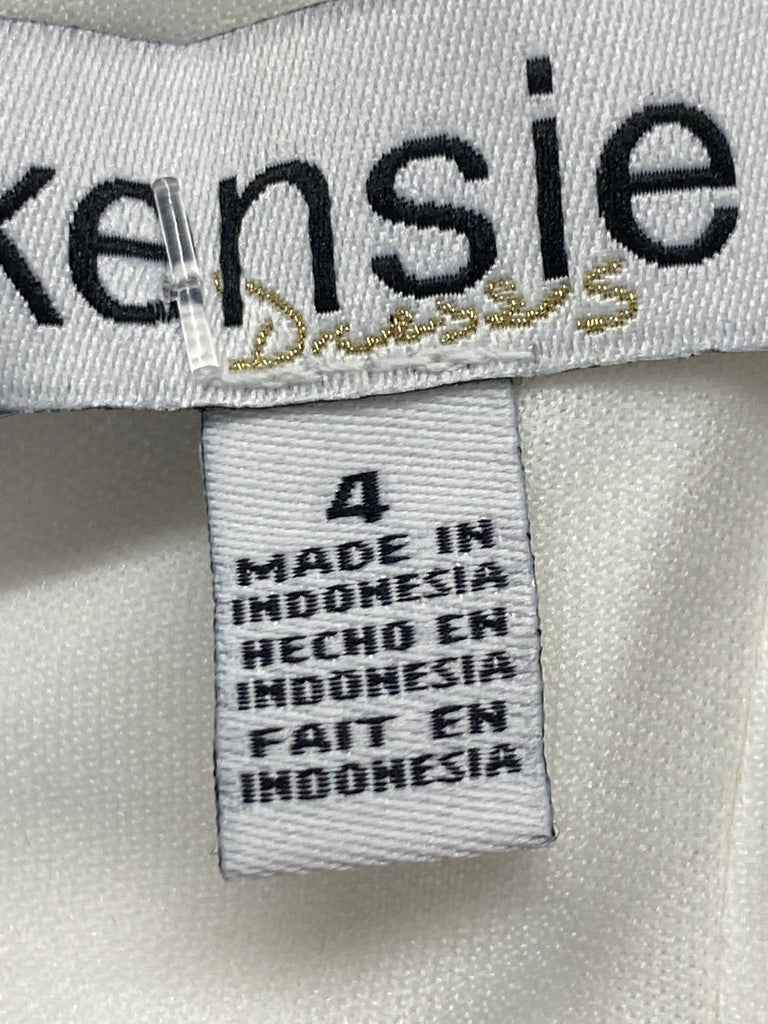 kensie
Dresses
4
MADE IN
INDONESIA
HECHO EN
INDONESIA
FAIT EN
INDONESIA